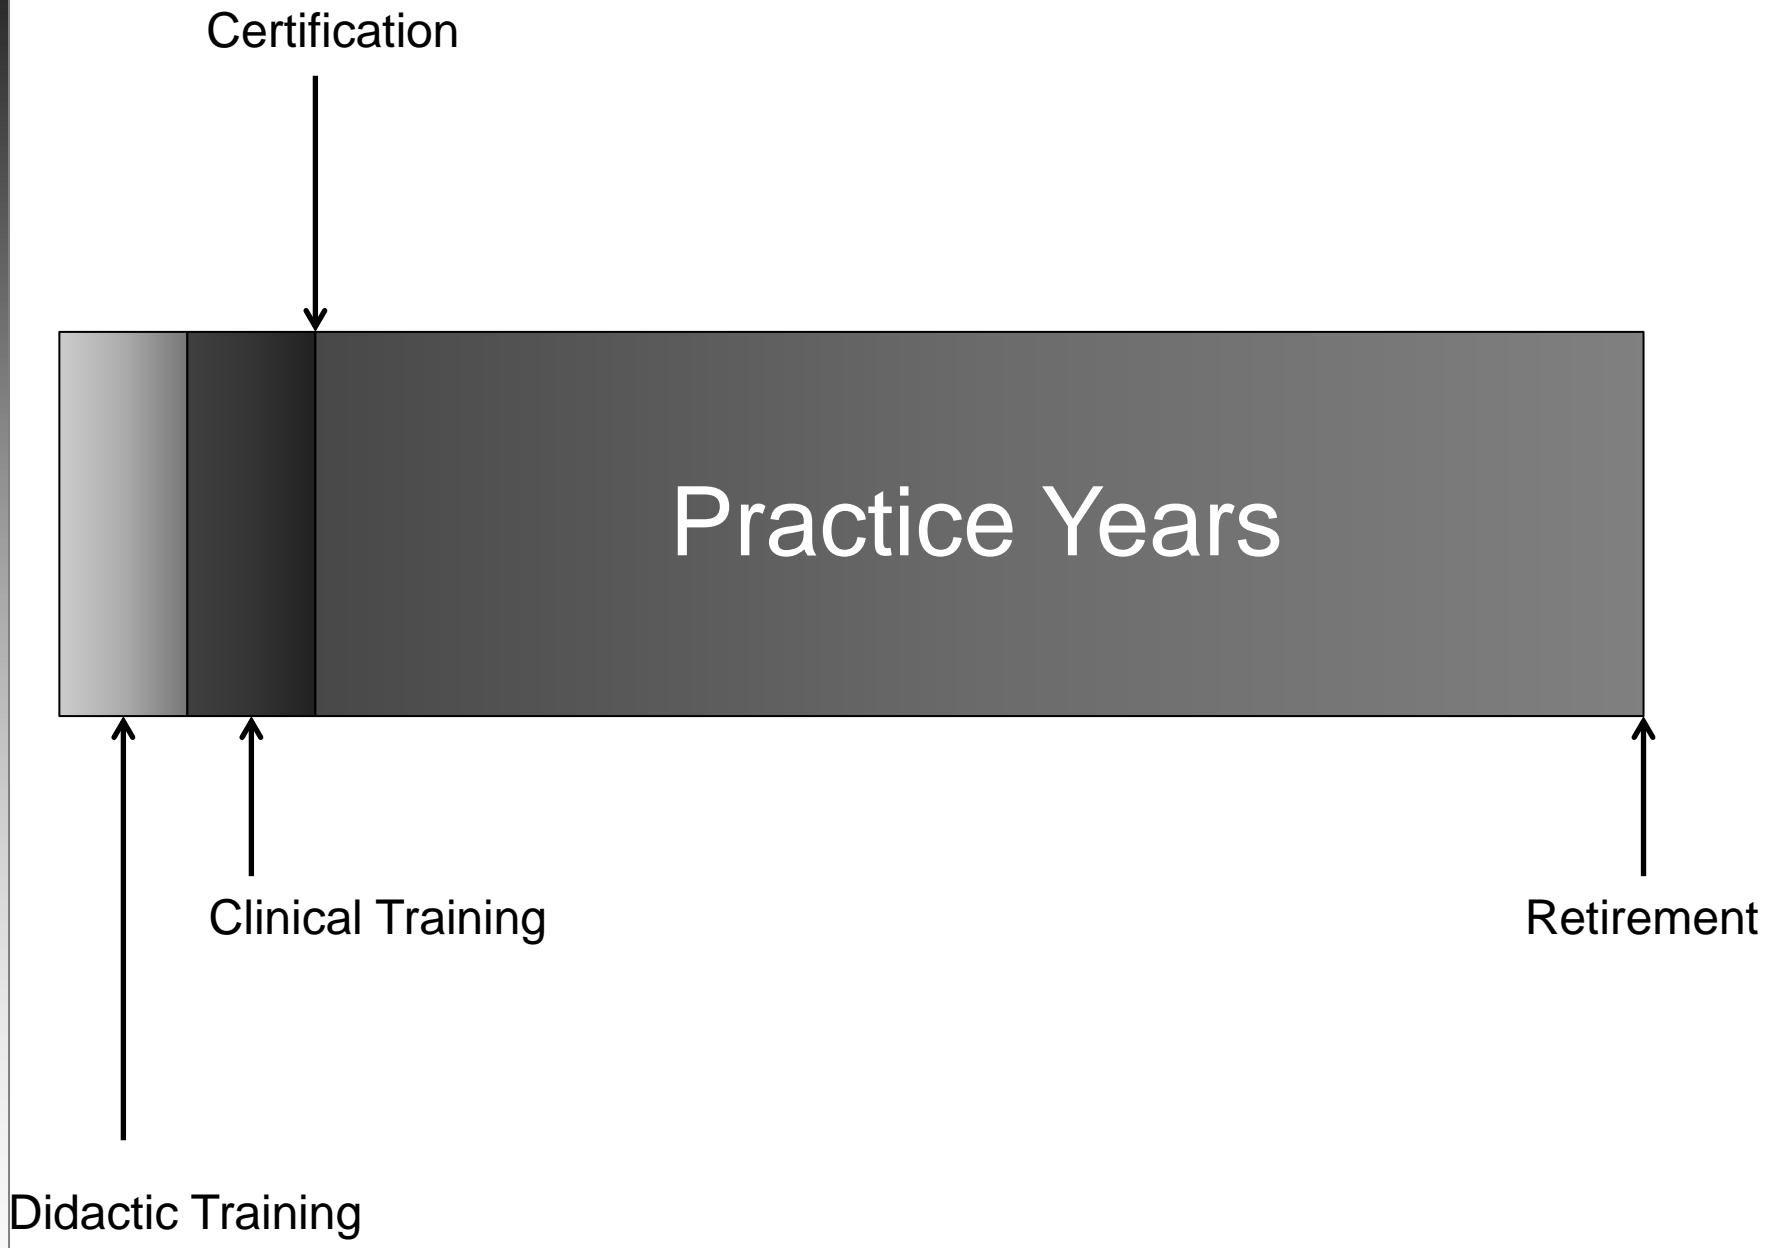 Certification
Practice Years
Clinical Training
Retirement
Didactic Training